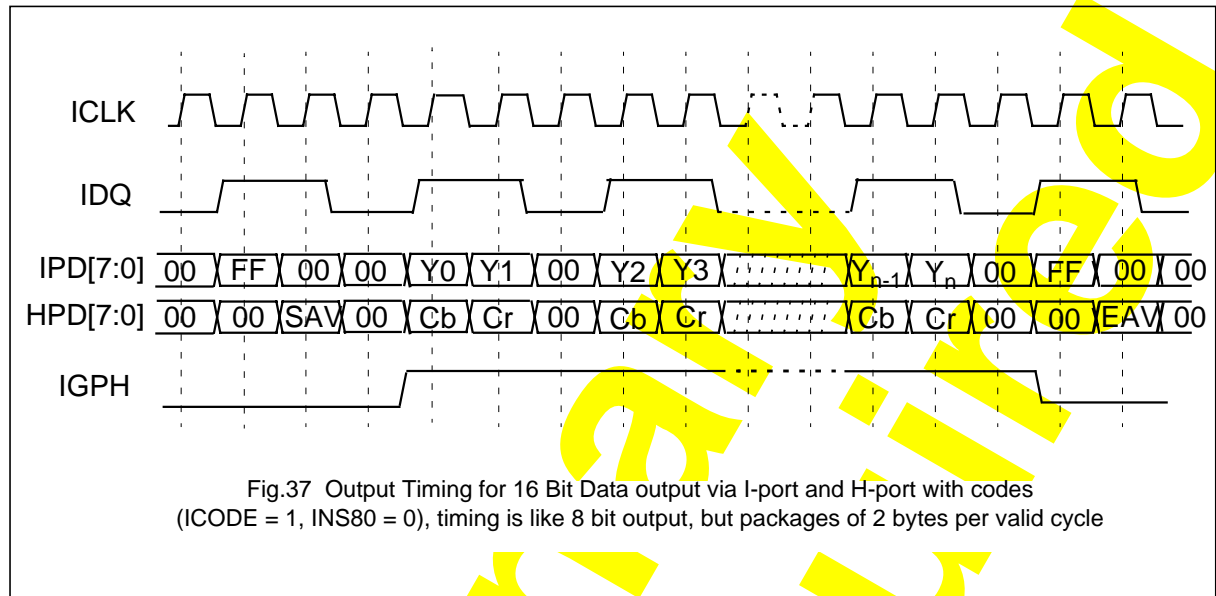 ICLK
IDQ
IPD[7:0] 00 FF 00 00 Y0 Y1 00 Y2 Y3 Yn-1 Yn 00 FF 00 00
HPD[7:0] 00 00 SAV 00 Cb Cr 00 Cb Cr Cb Cr 00 00 EAV 00
IGPH
Fig.37 Output Timing for 16 Bit Data output via I-port and H-port with codes
(ICODE = 1, INS80 = 0), timing is like 8 bit output, but packages of 2 bytes per valid cycle